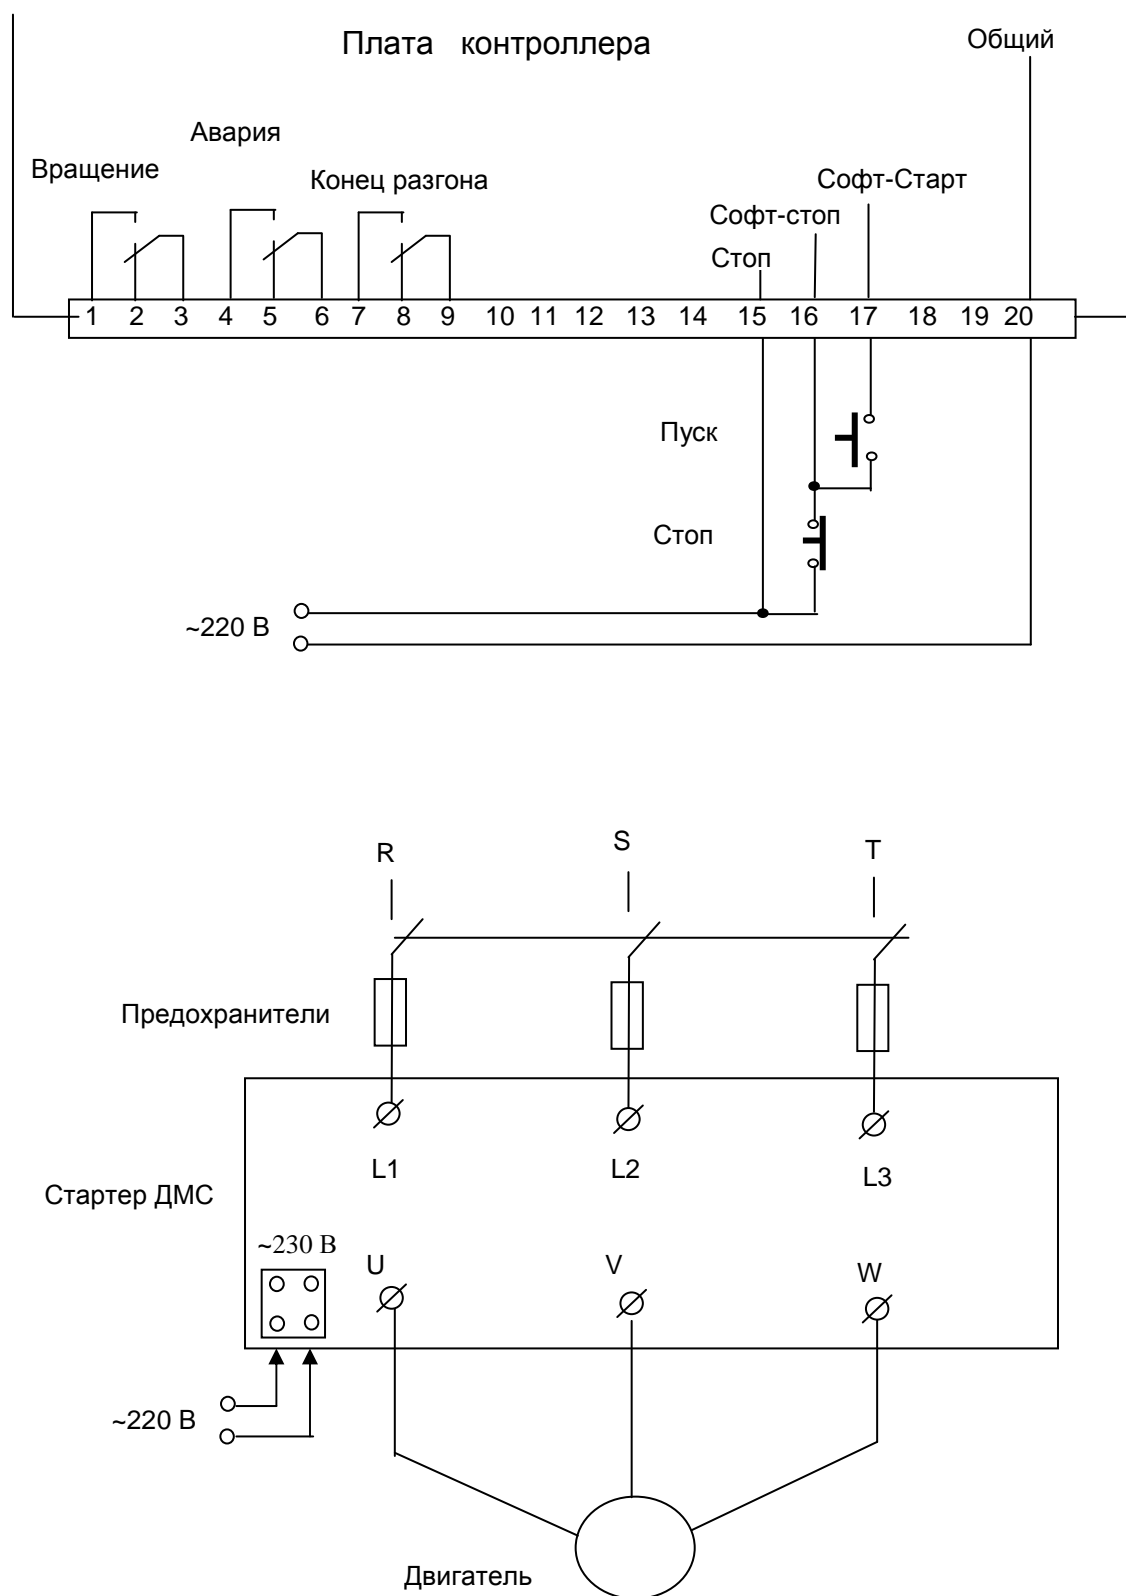 Плата контроллера
Общий
Авария
Вращение
Конец разгона
Софт-Старт
Софт-стоп
Стоп
1 2 3 4 5 6 7 8 9 10 11 12 13 14 15 16 17 18 19 20
Пуск
Стоп
~220 В
R S T
Предохранители
L1 L2 L3
Стартер ДМС
~230 В
U V W
~220 В
Двигатель